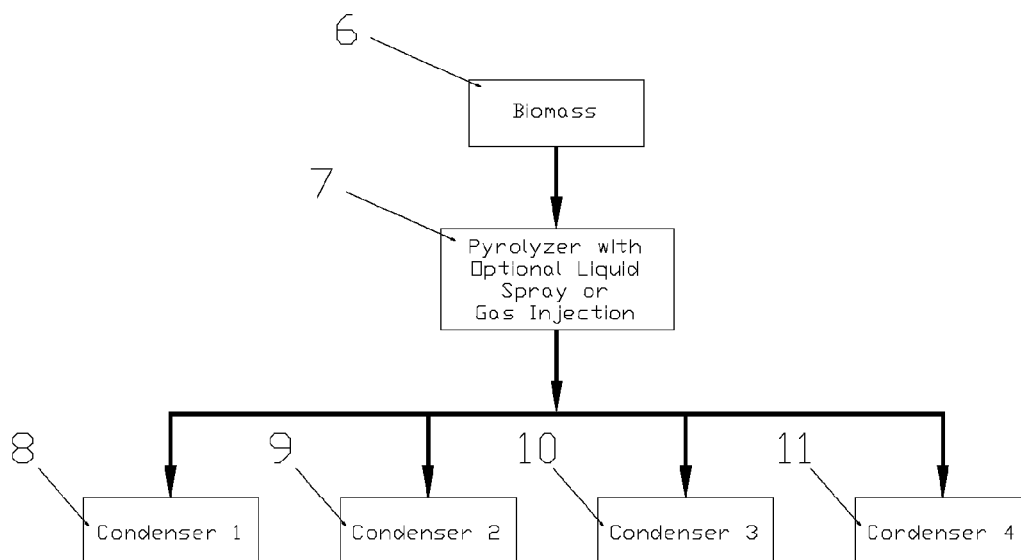 6
Biomass
7
Pyrolyzer with
Optional Liquid
Spray or
Gas Injection
8
9
10
11
Condenser 1
Condenser 2
Condenser 3
Condenser 4